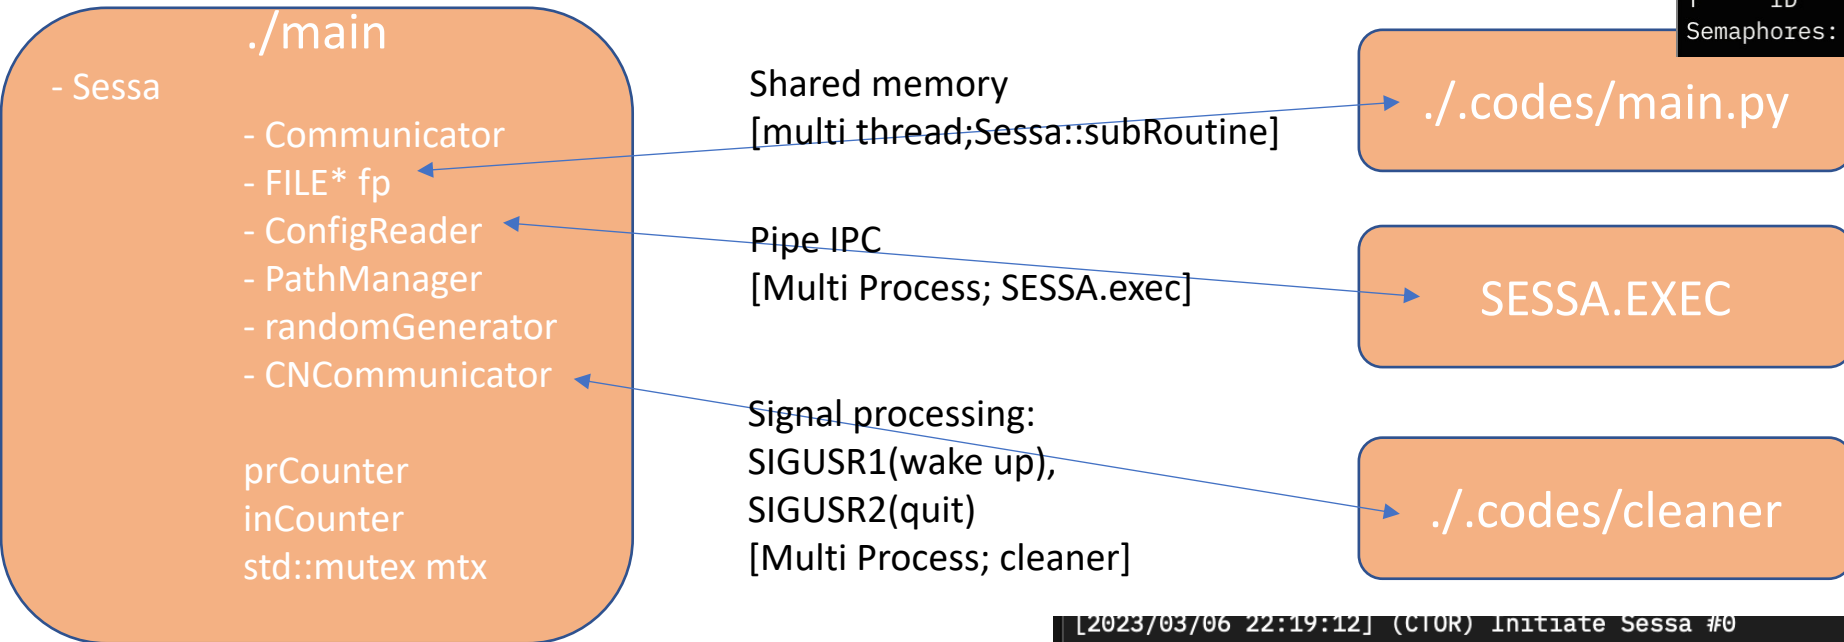 ./main
- Sessa
- Communicator
- FILE* fp
- ConfigReader
- PathManager
- randomGenerator
- CNCommunicator
prCounter
inCounter
std::mutex mtx
Shared memory
[multi thread;Sessa::subRoutine]
Pipe IPC
[Multi Process; SESSA.exec]
Signal processing:
SIGUSR1(wake up),
SIGUSR2(quit)
[Multi Process; cleaner]
ID
Semaphores:
./.codes/main.py
SESSA.EXEC
./.codes/cleaner
[2023/03/06 22:19:12] (CTOR) Initiate Sessa #0